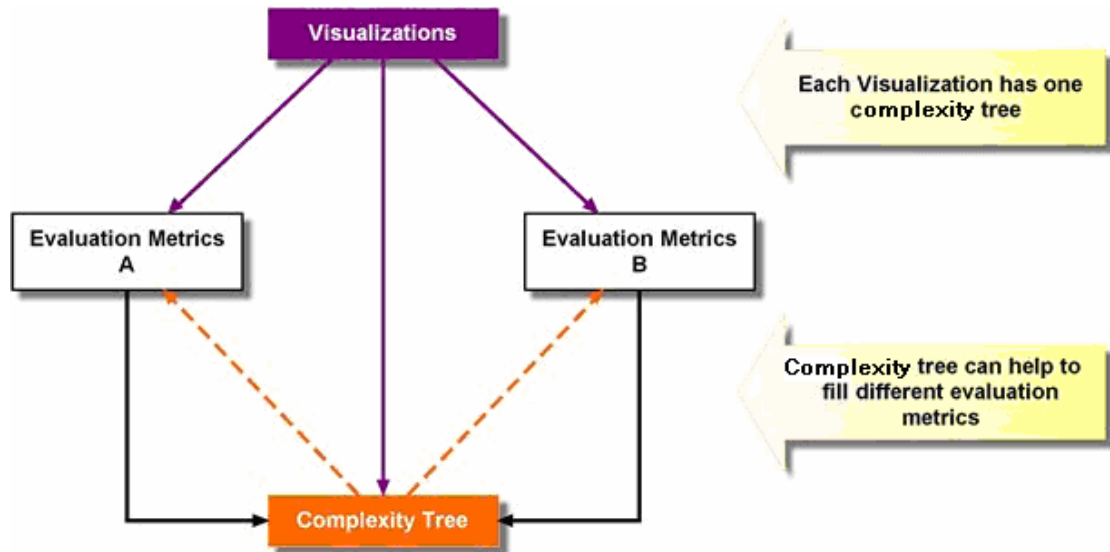 Visualizations
Each Visualization has one
complexity tree
Evaluation Metrics
A
Evaluation Metrics
B
Complexity tree can help to
fill different evaluation
metrics
Complexity Tree